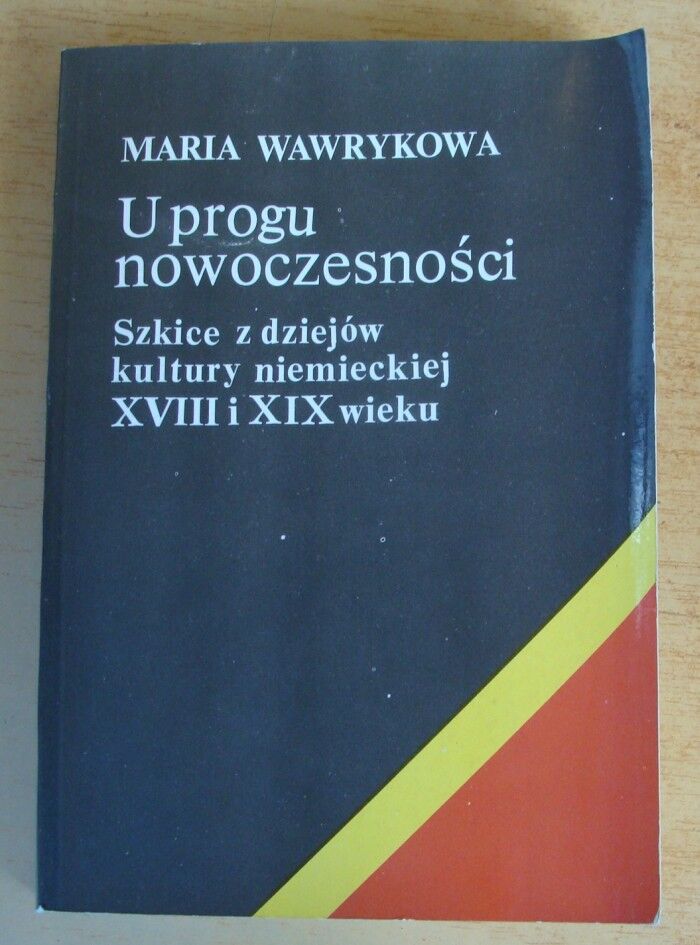 MARIA WAWRYKOWA
U progu
nowoczesności
Szkice z dziejów
kultury niemieckiej
XVIII i XIX wieku